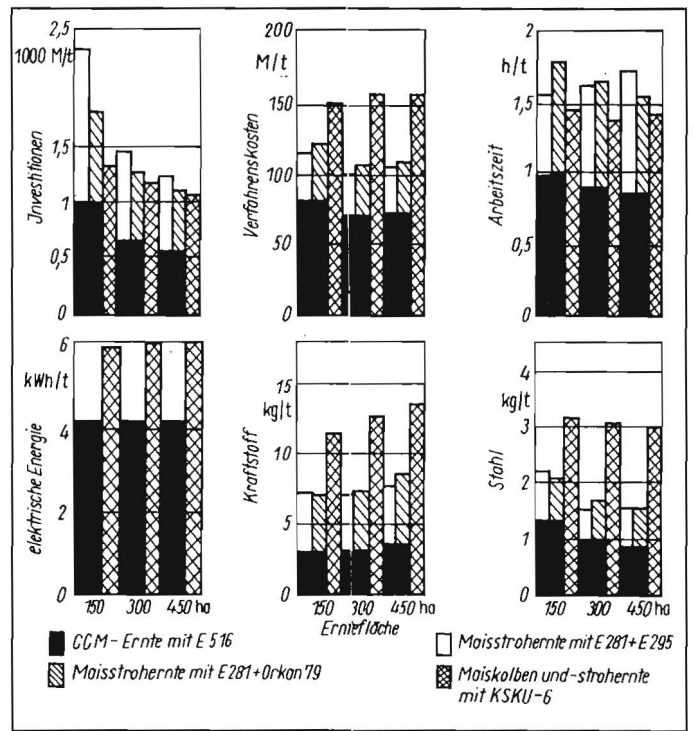 2,5
1000 M/t
1,5
1
0,5
0
Jnvestitionen
200
M/t
150
100
50
0
Verfahrenskosten
2
h/t
1,5
1
0,5
0
Arbeitszeit
6
kWh/t
4
2
0
elektrische Energie
150 300 450 ha
15
kg/t
10
5
0
Kraftstoff
150 300 450 ha
Erntefläche
4
kg/t
3
2
1
0
Stahl
150 300 450 ha
CCM-Ernte mit E 516
Maisstrohernte mit E 281+E 295
Maisstrohernte mit E 281+Orkan 79
Maiskolben und -strohernte
mit KSKU-6